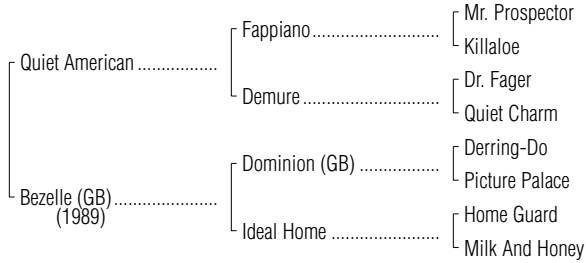 Mr. Prospector
Fappiano
Killaloe
Quiet American
Dr. Fager
Demure
Quiet Charm
Derring-Do
Dominion (GB)
Picture Palace
Bezelle (GB)
(1989)
Home Guard
Ideal Home
Milk And Honey